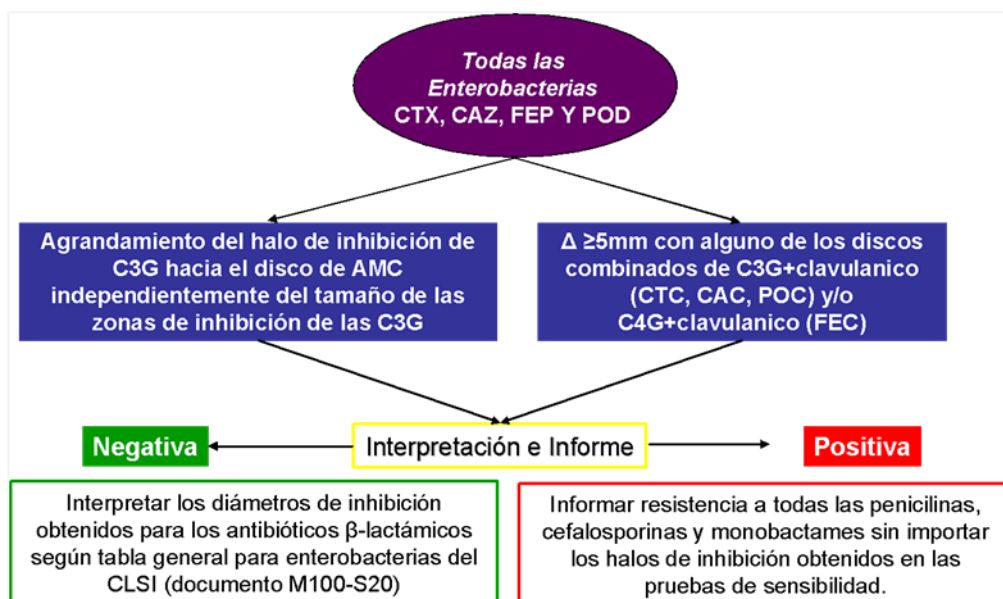 Todas las
Enterobacterias
CTX, CAZ, FEP Y POD
Agrandamiento del halo de inhibición de
C3G hacia el disco de AMC
independientemente del tamaño de las
zonas de inhibición de las C3G
Δ ≥5mm con alguno de los discos
combinados de C3G+clavulanico
(CTC, CAC, POC) y/o
C4G+clavulanico (FEC)
Negativa
Interpretación e Informe
Positiva
Interpretar los diámetros de inhibición
obtenidos para los antibióticos β-lactámicos
según tabla general para enterobacterias del
CLSI (documento M100-S20)
Informar resistencia a todas las penicilinas,
cefalosporinas y monobactames sin importar
los halos de inhibición obtenidos en las
pruebas de sensibilidad.